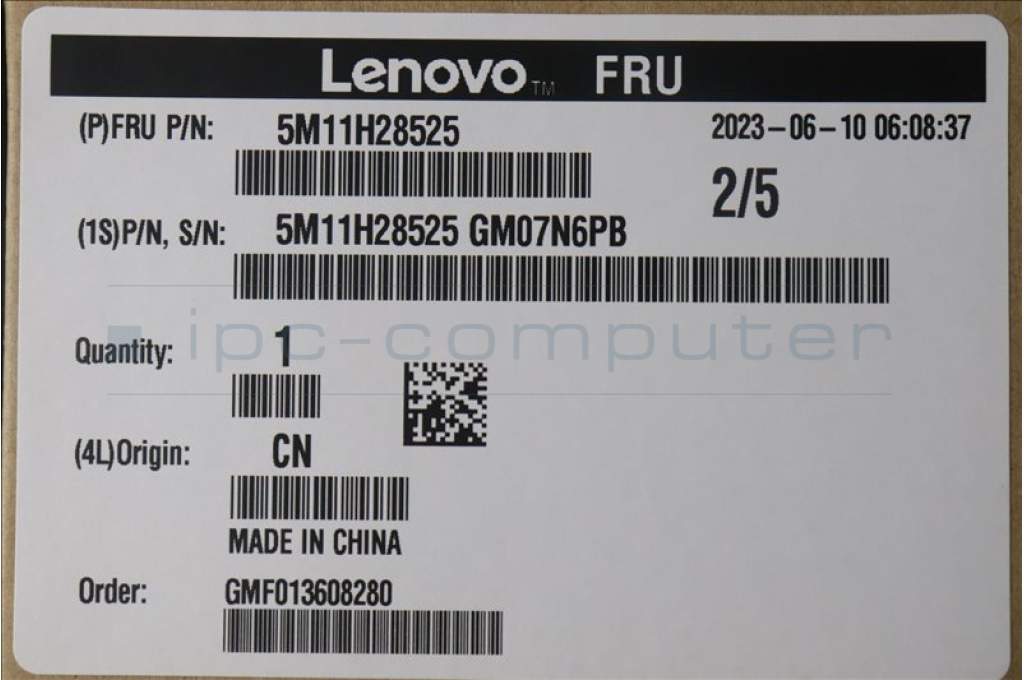 Lenovo™ FRU
(P)FRU P/N: 5M11H28525 2023-06-10 06:08:37
2/5
(1S)P/N, S/N: 5M11H28525 GM07N6PB
ipc-computer
Quantity: 1
(4L)Origin: CN
MADE IN CHINA
Order: GMF013608280